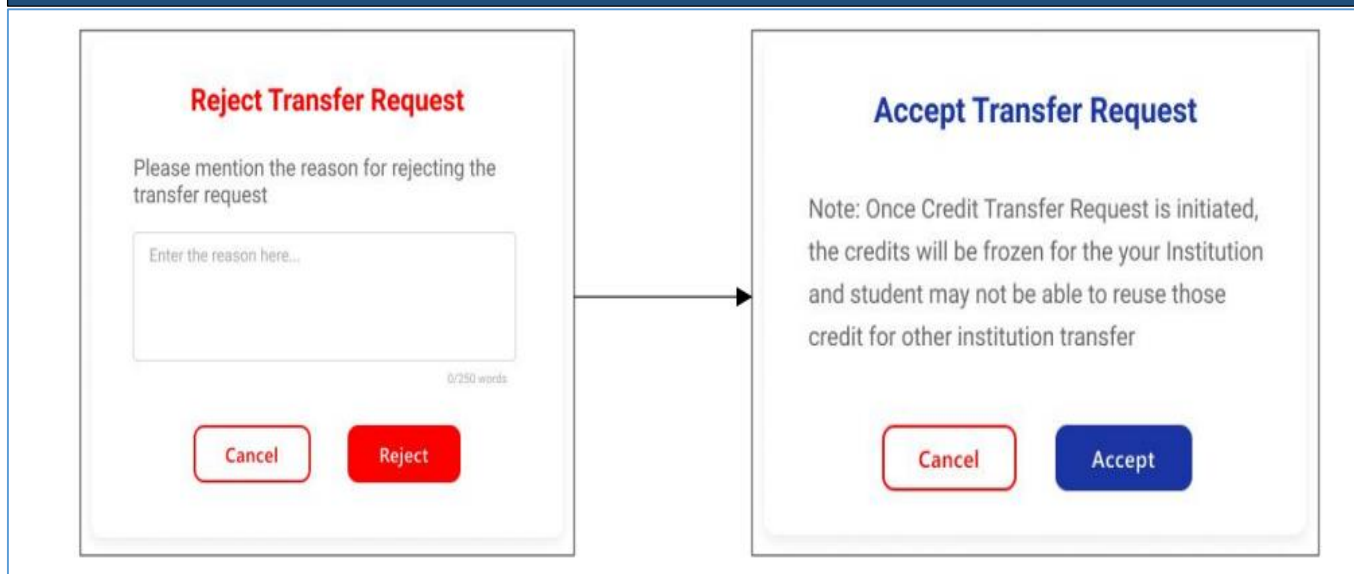 Reject Transfer Request
Please mention the reason for rejecting the
transfer request
Enter the reason here...
0/250 words
Cancel
Reject
Accept Transfer Request
Note: Once Credit Transfer Request is initiated,
the credits will be frozen for the your Institution
and student may not be able to reuse those
credit for other institution transfer
Cancel
Accept